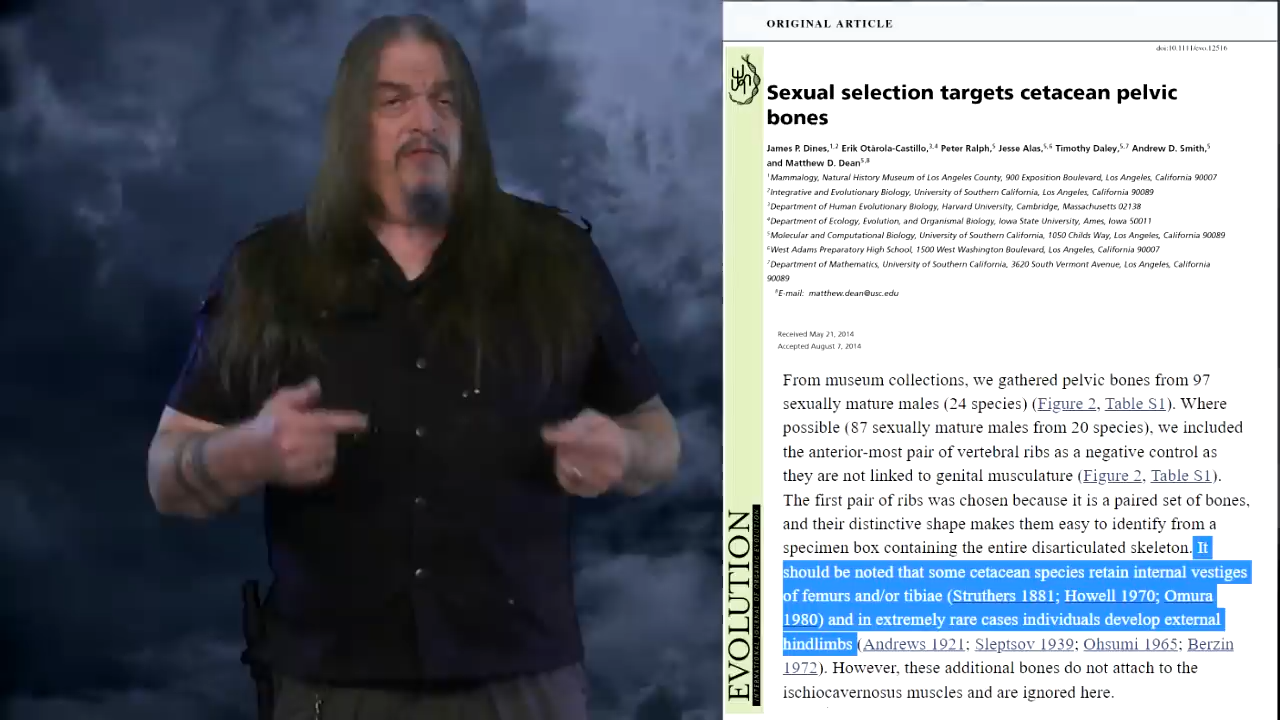 ORIGINAL ARTICLE
doi:10.1111/evo.12516
Sexual selection targets cetacean pelvic
bones
James P. Dines,1,2 Erik Otárola-Castillo,3,4 Peter Ralph,5 Jesse Alas,5,6 Timothy Daley,5,7 Andrew D. Smith,5
and Matthew D. Dean5,8
1Mammalogy, Natural History Museum of Los Angeles County, 900 Exposition Boulevard, Los Angeles, California 90007
2Integrative and Evolutionary Biology, University of Southern California, Los Angeles, California 90089
3Department of Human Evolutionary Biology, Harvard University, Cambridge, Massachusetts 02138
4Department of Ecology, Evolution, and Organismal Biology, Iowa State University, Ames, Iowa 50011
5Molecular and Computational Biology, University of Southern California, 1050 Childs Way, Los Angeles, California 90089
6West Adams Preparatory High School, 1500 West Washington Boulevard, Los Angeles, California 90007
7Department of Mathematics, University of Southern California, 3620 South Vermont Avenue, Los Angeles, California
90089
8E-mail: matthew.dean@usc.edu
Received May 21, 2014
Accepted August 7, 2014
From museum collections, we gathered pelvic bones from 97
sexually mature males (24 species) (Figure 2, Table S1). Where
possible (87 sexually mature males from 20 species), we included
the anterior-most pair of vertebral ribs as a negative control as
they are not linked to genital musculature (Figure 2, Table S1).
The first pair of ribs was chosen because it is a paired set of bones,
and their distinctive shape makes them easy to identify from a
specimen box containing the entire disarticulated skeleton. It
should be noted that some cetacean species retain internal vestiges
of femurs and/or tibiae (Struthers 1881; Howell 1970; Omura
1980) and in extremely rare cases individuals develop external
hindlimbs (Andrews 1921; Sleptsov 1939; Ohsumi 1965; Berzin
1972). However, these additional bones do not attach to the
ischiocavernosus muscles and are ignored here.
EVOLUTION
INTERNATIONAL JOURNAL OF ORGANIC EVOLUTION